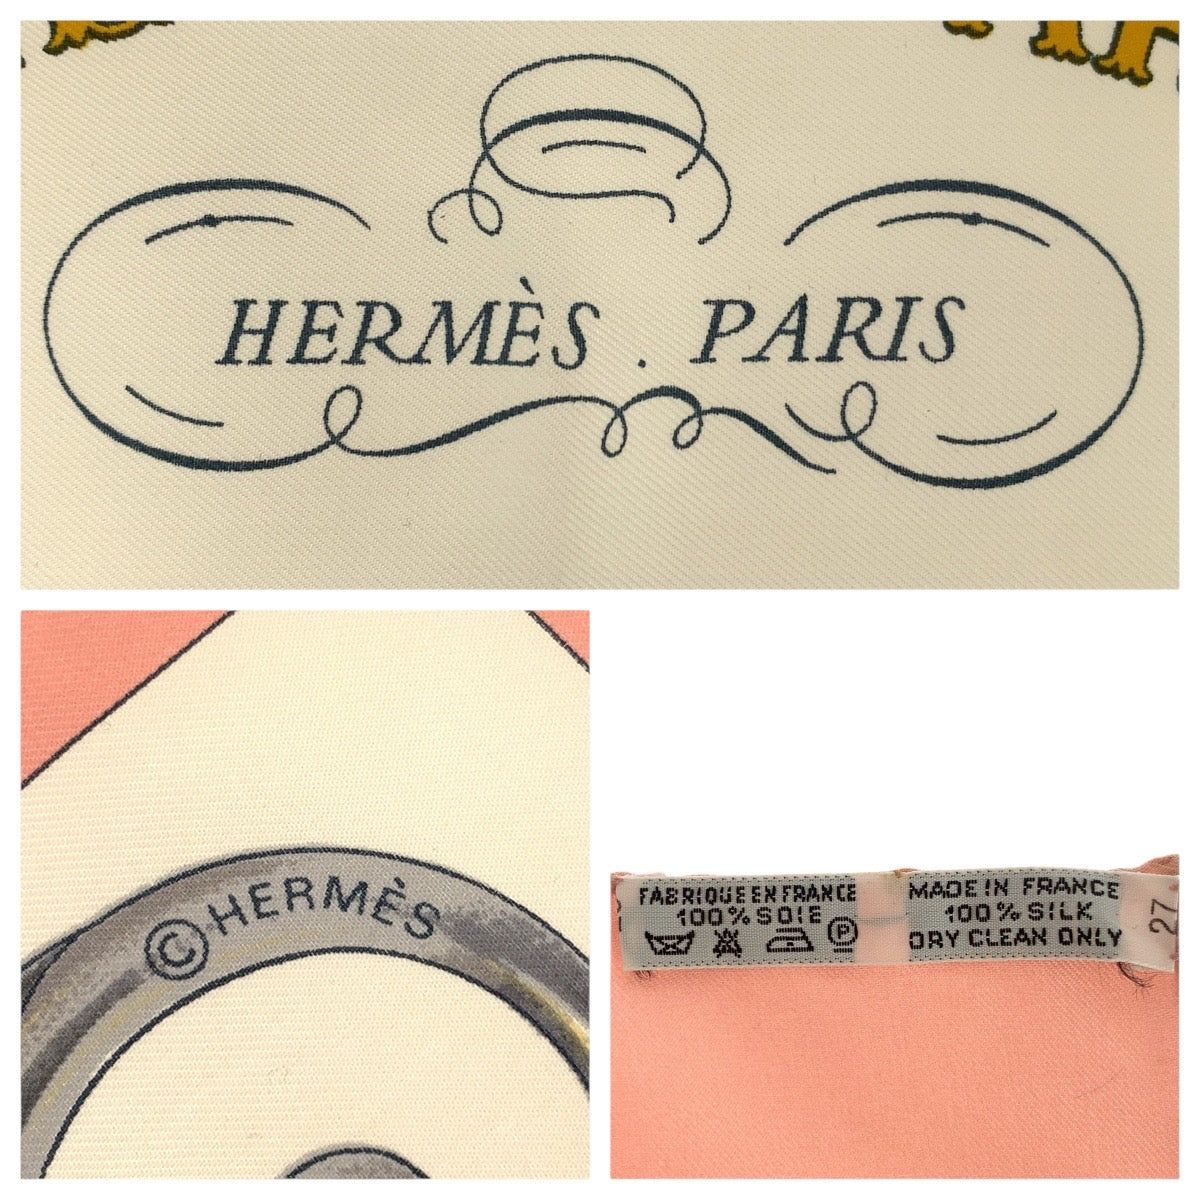 HERMÈS . PARIS
©HERMÈS
FABRIQUE EN FRANCE
100% SOIE
P
MADE IN FRANCE
100% SILK
DRY CLEAN ONLY
27